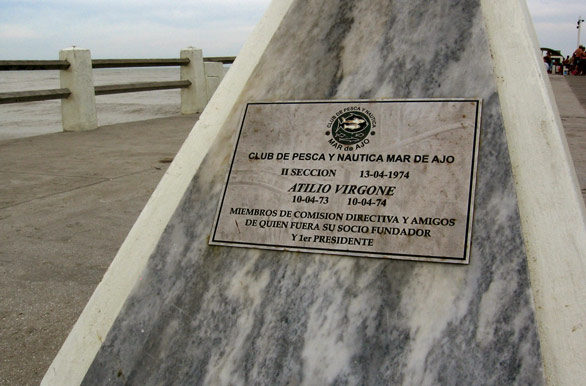 CLUB DE PESCA Y NAUTICA
MAR de AJO
CLUB DE PESCA Y NAUTICA MAR DE AJO
II SECCION 13-04-1974
ATILIO VIRGONE
10-04-73 10-04-74
MIEMBROS DE COMISION DIRECTIVA Y AMIGOS
DE QUIEN FUERA SU SOCIO FUNDADOR
Y 1er PRESIDENTE